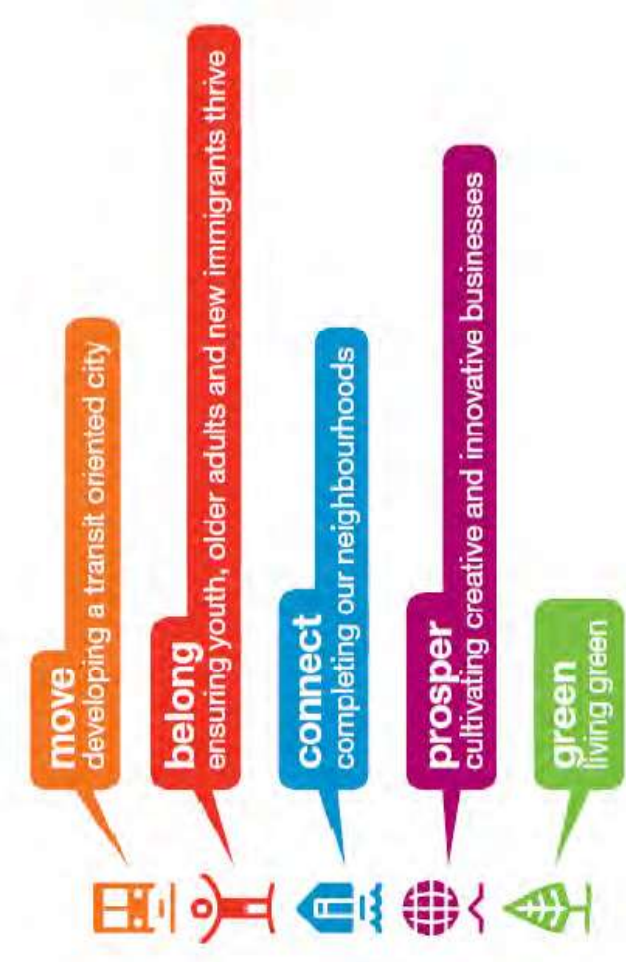 move
developing a transit oriented city
belong
ensuring youth, older adults and new immigrants thrive
connect
completing our neighbourhoods
prosper
cultivating creative and innovative businesses
green
living green